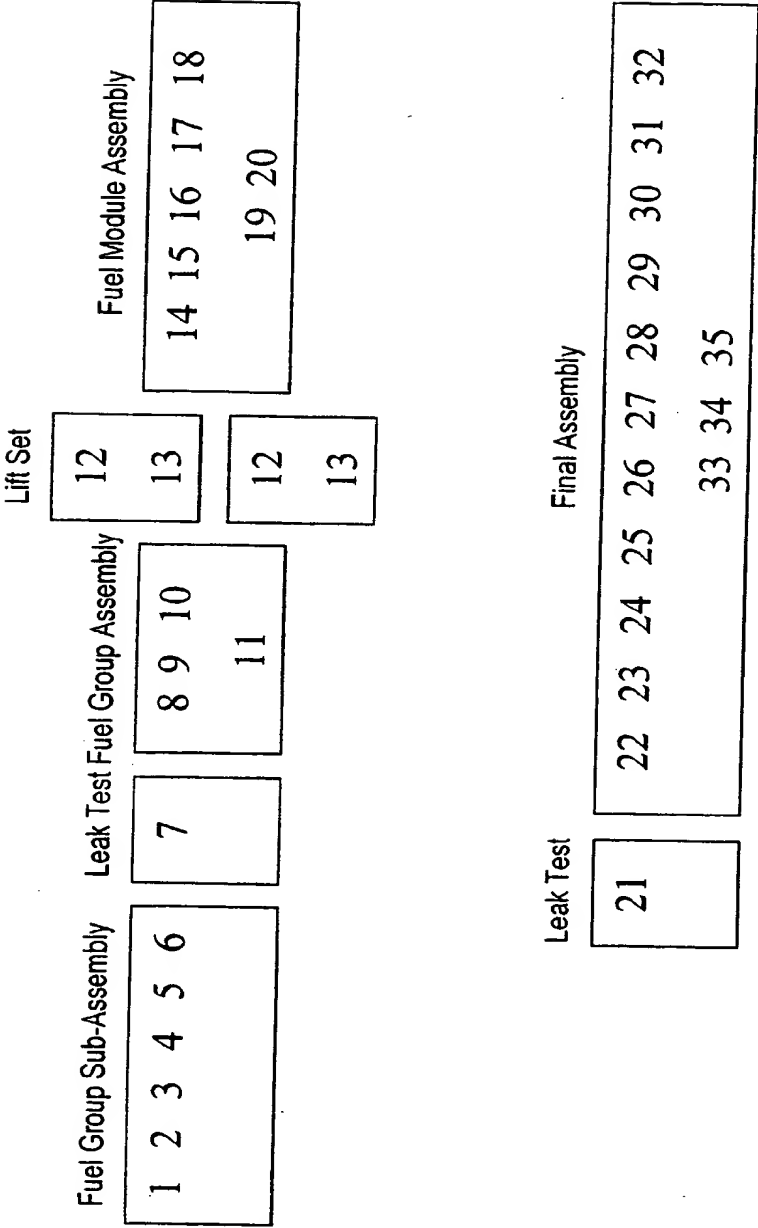 Fuel Group Sub-Assembly
1 2 3 4 5 6
Leak Test
7
Fuel Group Assembly
8 9 10
11
Lift Set
12
13
12
13
Fuel Module Assembly
14 15 16 17 18
19 20
Leak Test
21
Final Assembly
22 23 24 25 26 27 28 29 30 31 32
33 34 35